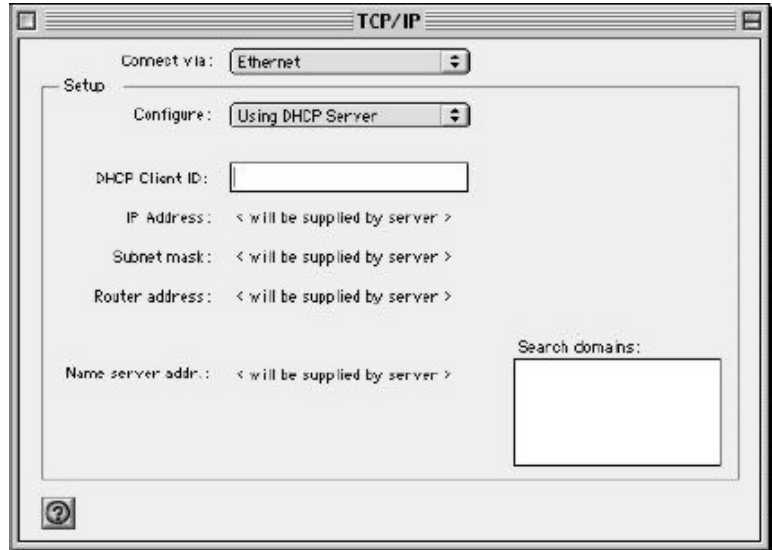 TCP/IP
Connect via: Ethernet
Setup
Configure: Using DHCP Server
DHCP Client ID:
IP Address: < will be supplied by server >
Subnet mask: < will be supplied by server >
Router address: < will be supplied by server >
Search domains:
Name server addr.: < will be supplied by server >
?